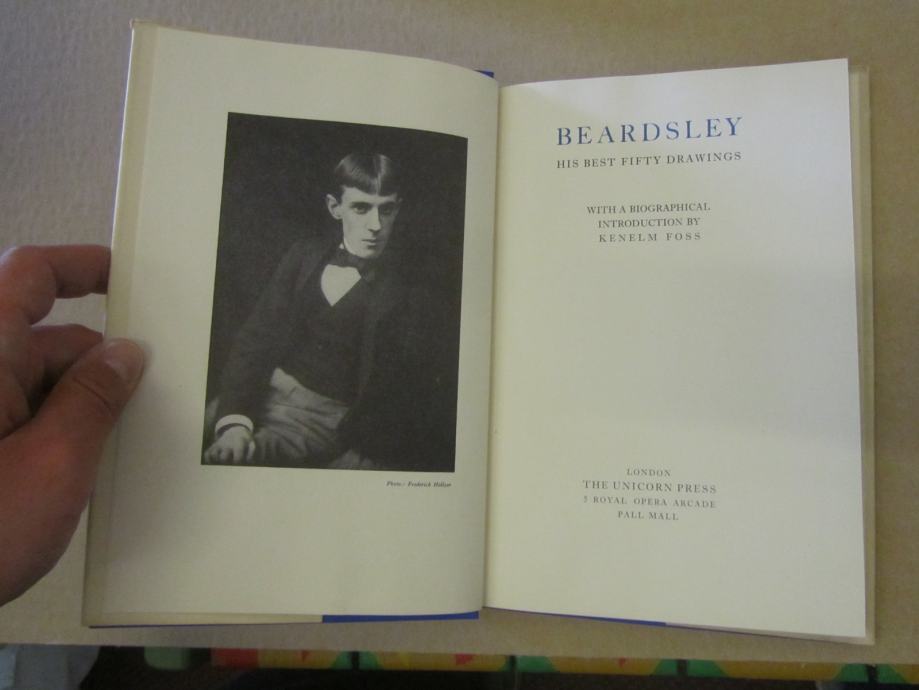 Photo: Frederick Hollyer
BEARDSLEY
HIS BEST FIFTY DRAWINGS
WITH A BIOGRAPHICAL
INTRODUCTION BY
KENELM FOSS
LONDON
THE UNICORN PRESS
5 ROYAL OPERA ARCADE
PALL MALL